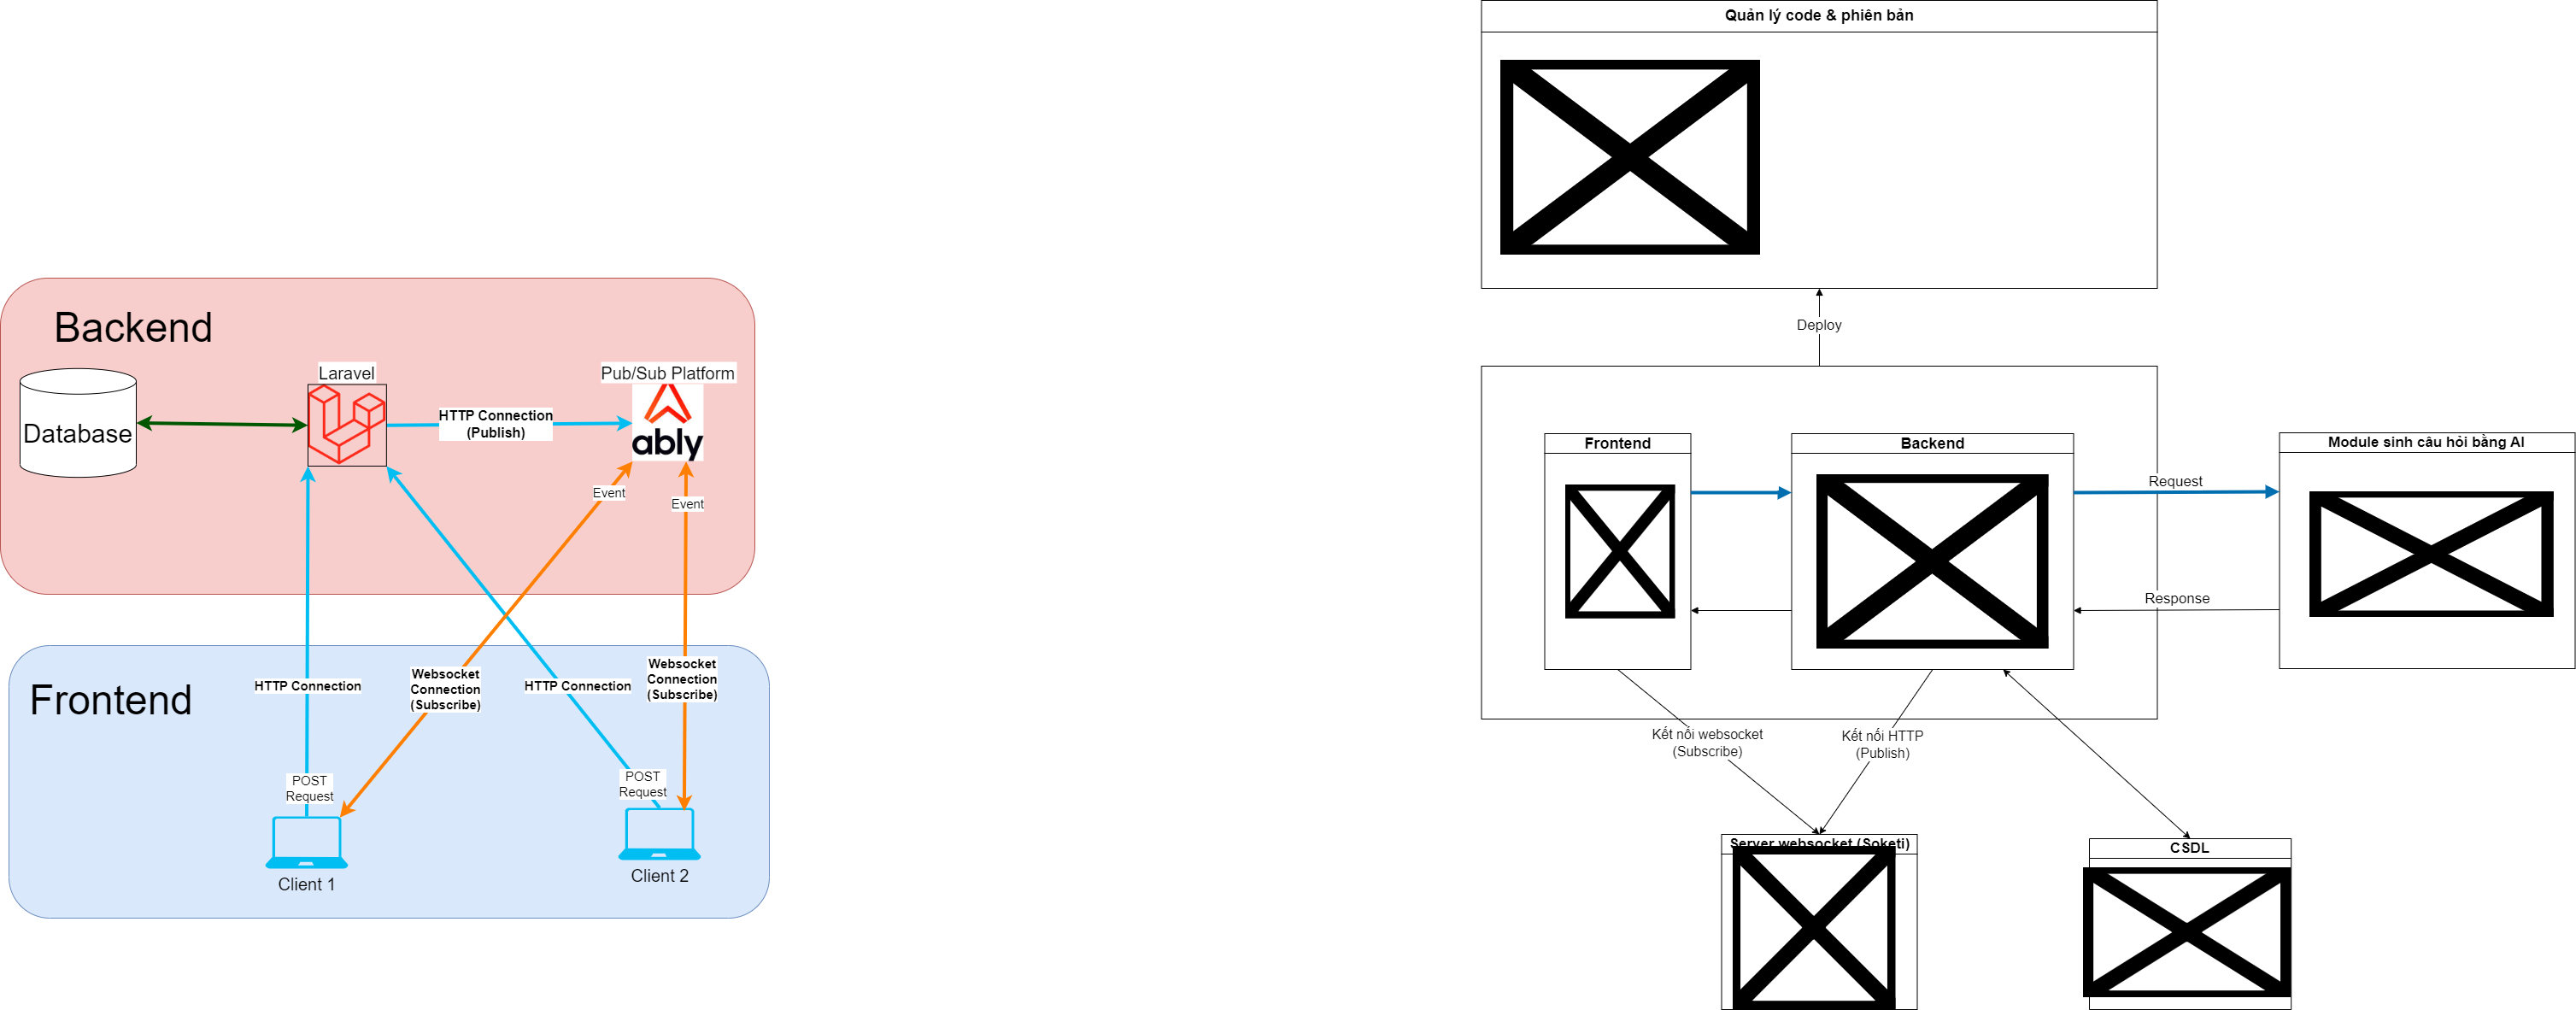 Backend
Database
Laravel
HTTP Connection
(Publish)
Pub/Sub Platform
ably
Event
Event
Frontend
HTTP Connection
Websocket
Connection
(Subscribe)
HTTP Connection
Websocket
Connection
(Subscribe)
POST
Request
POST
Request
Client 1
Client 2
Quản lý code & phiên bản
Deploy
Frontend
Backend
Request
Response
Module sinh câu hỏi bằng AI
Kết nối websocket
(Subscribe)
Kết nối HTTP
(Publish)
Server websocket (Soketi)
CSDL